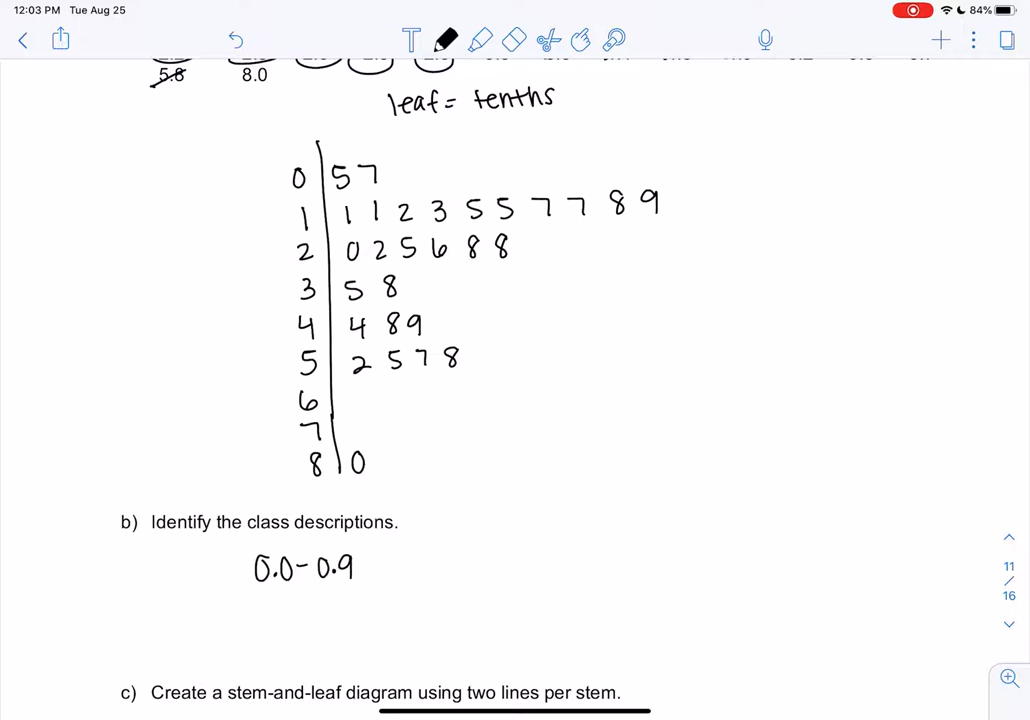 12:03 PM Tue Aug 25 84%
5.8 8.0
leaf = tenths
0 5 7
1 1 1 2 3 5 5 7 7 8 9
2 0 2 5 6 8 8
3 5 8
4 4 8 9
5 2 5 7 8
6
7
8 0
b) Identify the class descriptions.
0.0 - 0.9
11
/
16
c) Create a stem-and-leaf diagram using two lines per stem.